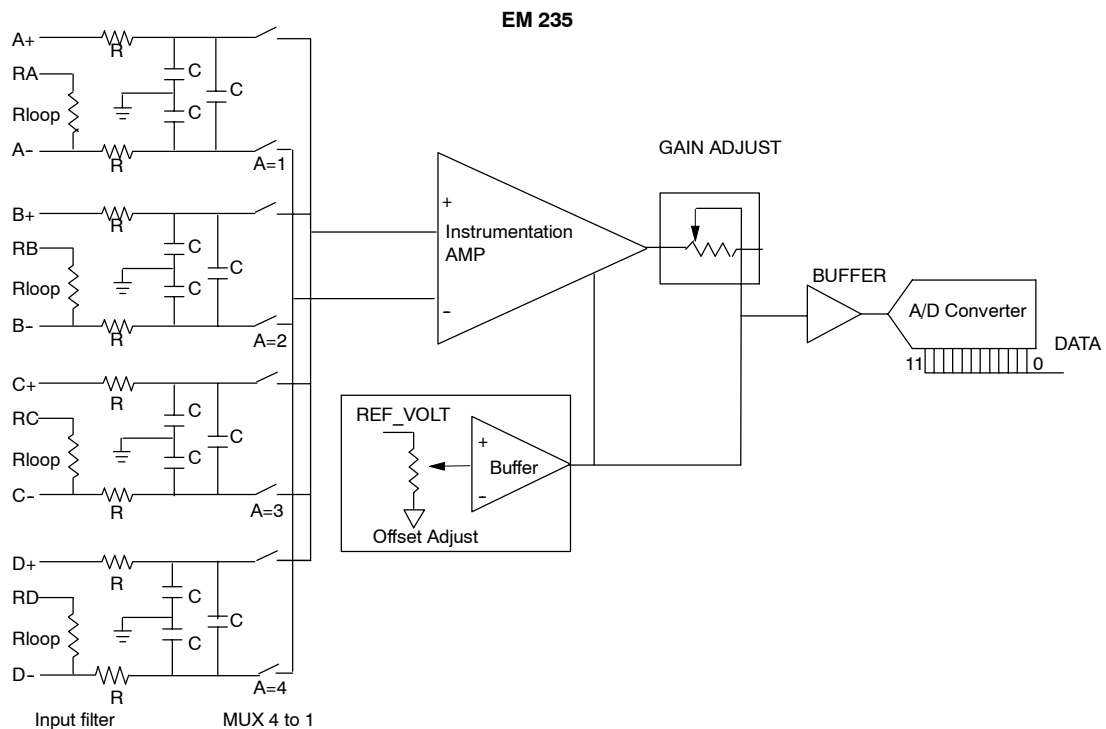 EM 235
A+
R
RA
C
C
Rloop
C
A-
R
A=1
GAIN ADJUST
B+
R
+
RB
C
C
Instrumentation
AMP
Rloop
C
BUFFER
A/D Converter
B-
R
A=2
-
11
0
DATA
C+
R
RC
C
C
REF_VOLT
+
Rloop
C
Buffer
C-
R
A=3
-
Offset Adjust
D+
R
RD
C
C
Rloop
C
D-
R
A=4
Input filter
MUX 4 to 1